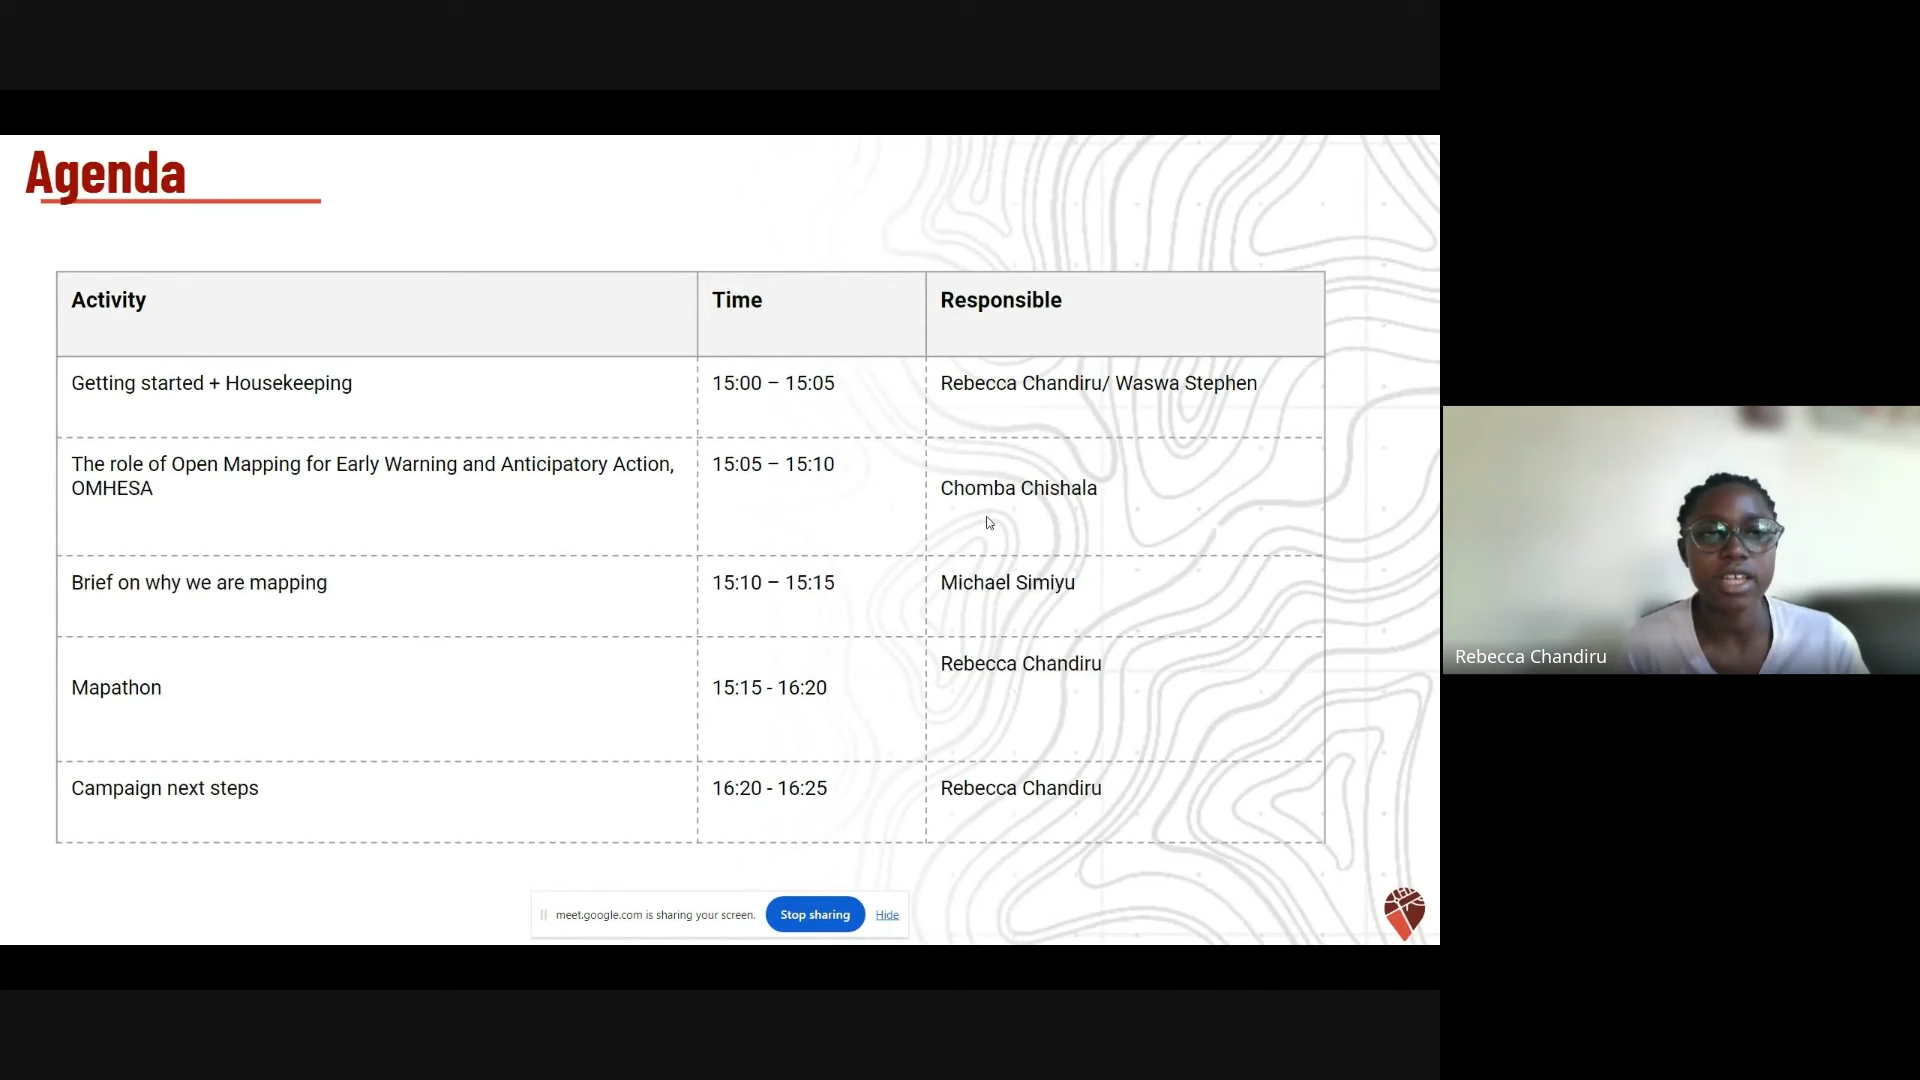 Agenda
Activity
Time
Responsible
Getting started + Housekeeping
15:00 – 15:05
Rebecca Chandiru/ Waswa Stephen
The role of Open Mapping for Early Warning and Anticipatory Action,
OMHESA
15:05 – 15:10
Chomba Chishala
Brief on why we are mapping
15:10 – 15:15
Michael Simiyu
Mapathon
15:15 - 16:20
Rebecca Chandiru
Campaign next steps
16:20 - 16:25
Rebecca Chandiru
meet.google.com is sharing your screen.
Stop sharing
Hide
Rebecca Chandiru